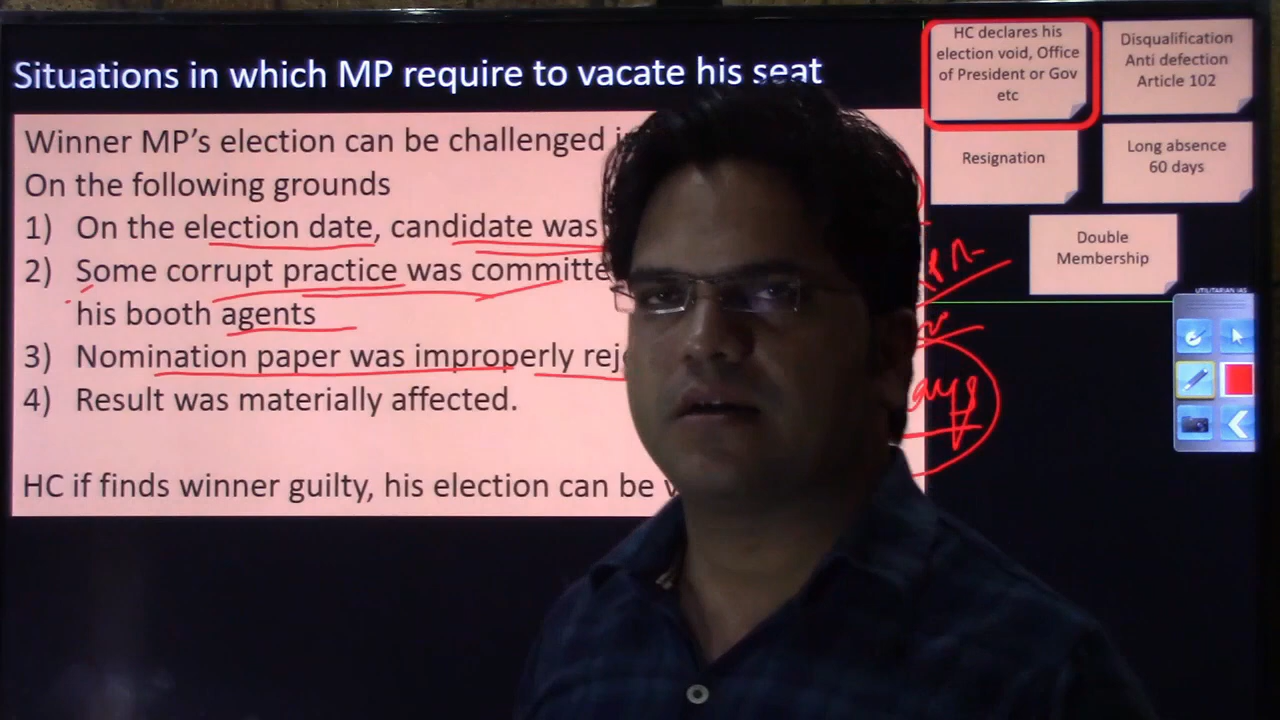 Situations in which MP require to vacate his seat
Winner MP's election can be challenged
On the following grounds
1) On the election date, candidate was
2) Some corrupt practice was
his booth agents
3) Nomination paper was improperly
4) Result was materially affected.
HC if finds winner guilty, his election can be
HC declares his
election void, Office
of President or Gov
etc
Disqualification
Anti defection
Article 102
Resignation
Long absence
60 days
Double
Membership
UTILITARIAN IAS